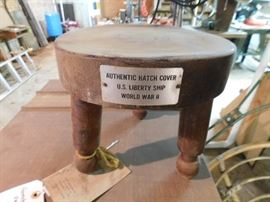 AUTHENTIC HATCH COVER
U.S. LIBERTY SHIP
WORLD WAR II